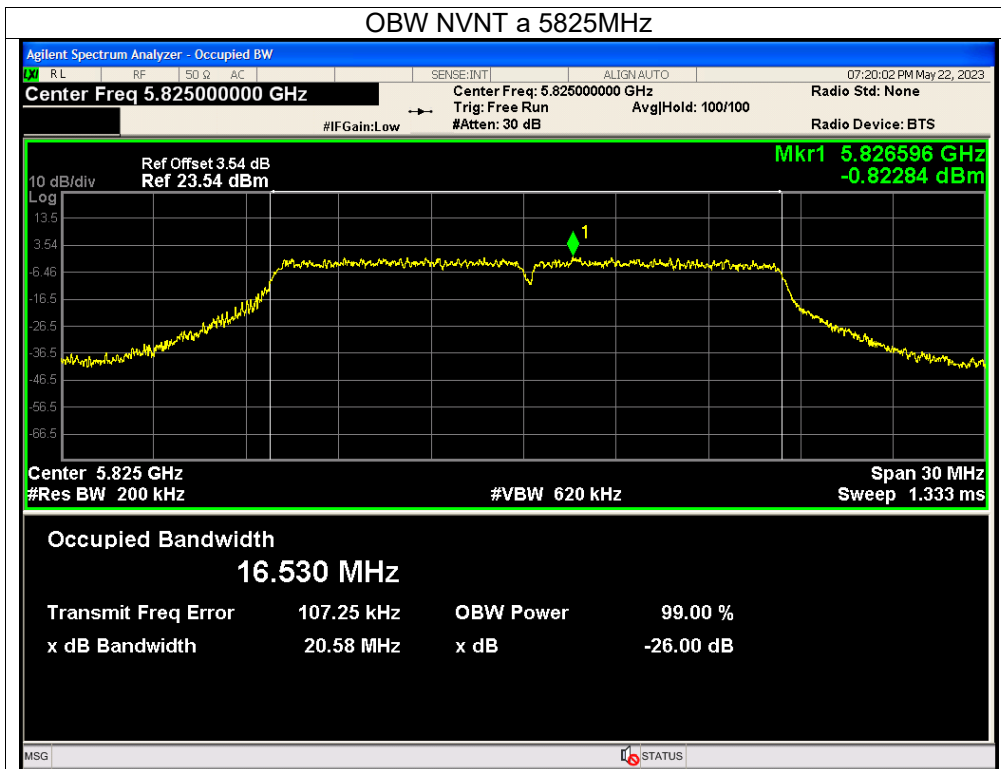 OBW NVNT a 5825MHz
Agilent Spectrum Analyzer - Occupied BW
LXI RL RF 50 Ω AC SENSE:INT ALIGN AUTO 07:20:02 PM May 22, 2023
Center Freq 5.825000000 GHz Center Freq: 5.825000000 GHz Radio Std: None
Trig: Free Run Avg|Hold: 100/100
#IFGain:Low #Atten: 30 dB Radio Device: BTS
Ref Offset 3.54 dB Mkr1 5.826596 GHz
10 dB/div Ref 23.54 dBm -0.82284 dBm
Log
13.5
3.54
-6.46
-16.5
-26.5
-36.5
-46.5
-56.5
-66.5
1
Center 5.825 GHz Span 30 MHz
#Res BW 200 kHz #VBW 620 kHz Sweep 1.333 ms
Occupied Bandwidth
16.530 MHz
Transmit Freq Error 107.25 kHz OBW Power 99.00 %
x dB Bandwidth 20.58 MHz x dB -26.00 dB
MSG STATUS